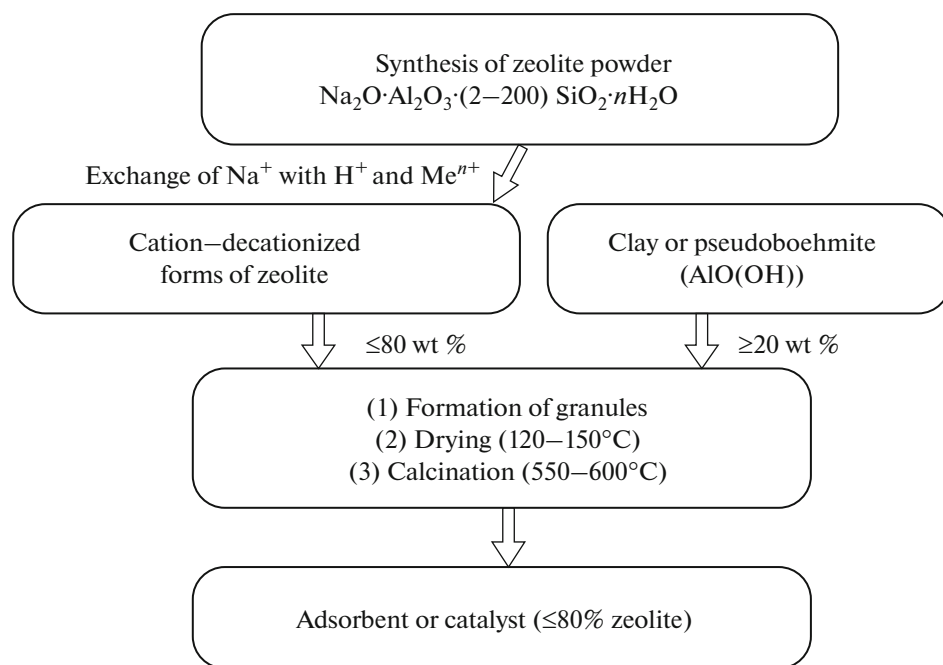 Synthesis of zeolite powder
Na₂O·Al₂O₃·(2–200) SiO₂·nH₂O
Exchange of Na⁺ with H⁺ and Meⁿ⁺
Cation–decationized
forms of zeolite
Clay or pseudoboehmite
(AlO(OH))
≤80 wt %
≥20 wt %
(1) Formation of granules
(2) Drying (120–150°C)
(3) Calcination (550–600°C)
Adsorbent or catalyst (≤80% zeolite)